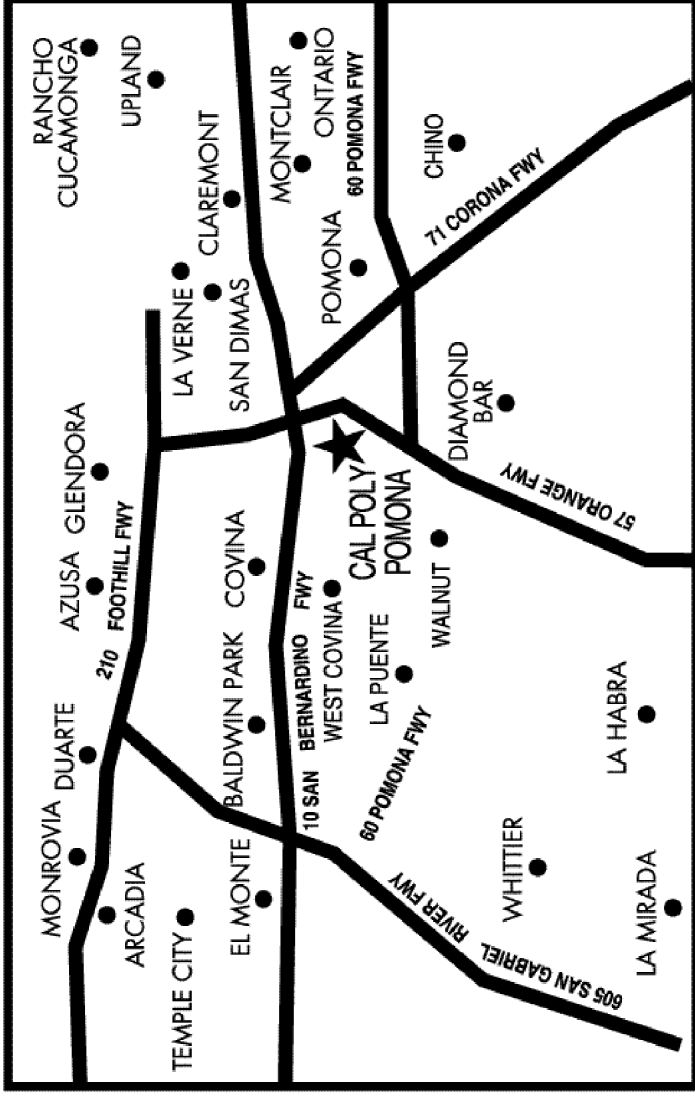 MONROVIA
DUARTE
AZUSA
GLENDORA
RANCHO
CUCAMONGA
UPLAND
ARCADIA
210 FOOTHILL FWY
LA VERNE
CLAREMONT
TEMPLE CITY
SAN DIMAS
EL MONTE
BALDWIN PARK
COVINA
MONTCLAIR
ONTARIO
10 SAN BERNARDINO FWY
WEST COVINA
CAL POLY
POMONA
POMONA
60 POMONA FWY
LA PUENTE
WALNUT
60 POMONA FWY
71 CORONA FWY
CHINO
DIAMOND
BAR
605 SAN GABRIEL RIVER FWY
57 ORANGE FWY
WHITTIER
LA HABRA
LA MIRADA